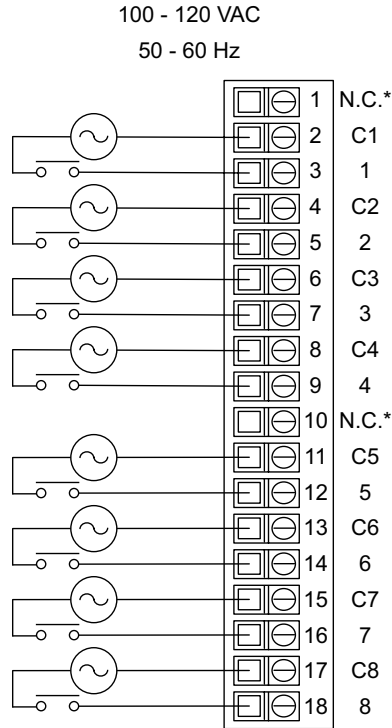 100 - 120 VAC
50 - 60 Hz
1 N.C.*
2 C1
3 1
4 C2
5 2
6 C3
7 3
8 C4
9 4
10 N.C.*
11 C5
12 5
13 C6
14 6
15 C7
16 7
17 C8
18 8